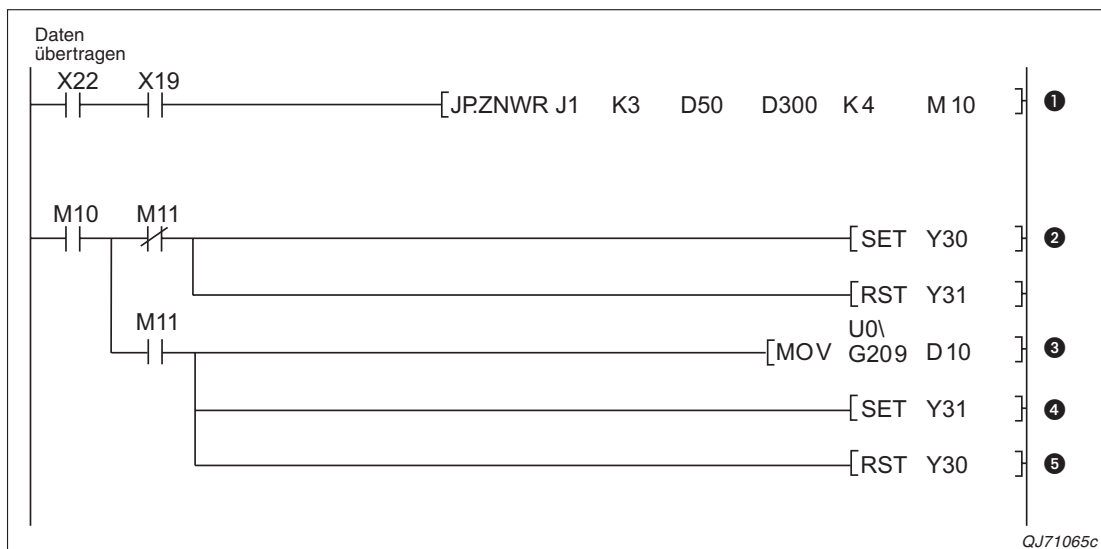 Daten
übertragen
X22 X19
[JP.ZNWR J1 K3 D50 D300 K4 M10 ] ❶
M10 M11
[SET Y30 ] ❷
[RST Y31 ]
M11
U0\
[MOV G209 D10 ] ❸
[SET Y31 ] ❹
[RST Y30 ] ❺
QJ71065c